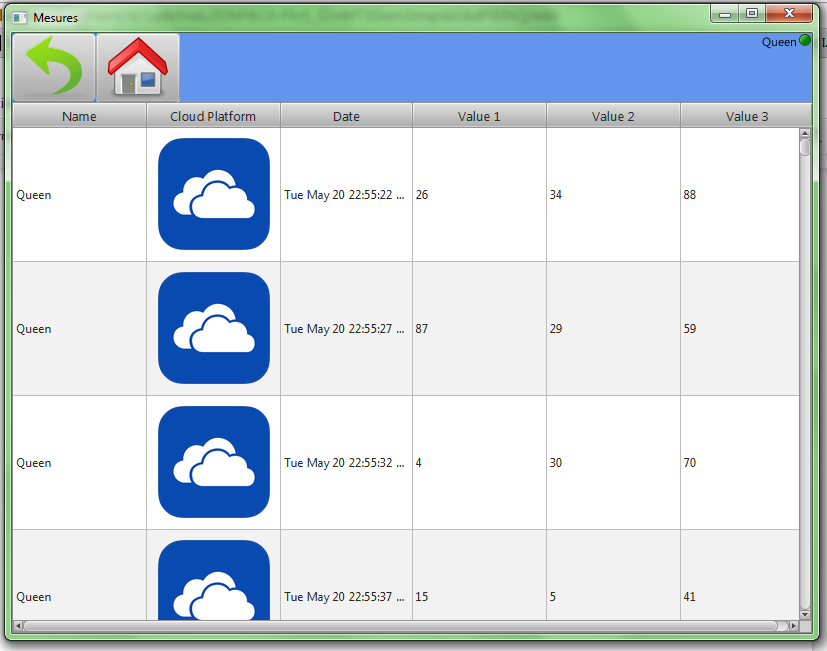 Mesures
Queen
Name Cloud Platform Date Value 1 Value 2 Value 3
Queen Tue May 20 22:55:22 ... 26 34 88
Queen Tue May 20 22:55:27 ... 87 29 59
Queen Tue May 20 22:55:32 ... 4 30 70
Queen Tue May 20 22:55:37 ... 15 5 41